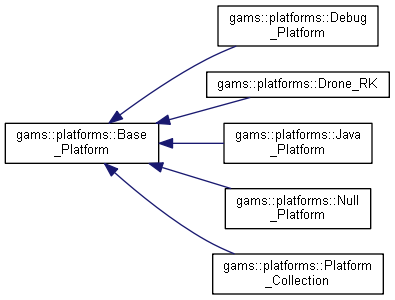 gams::platforms::Debug
_Platform
gams::platforms::Drone_RK
gams::platforms::Base
_Platform
gams::platforms::Java
_Platform
gams::platforms::Null
_Platform
gams::platforms::Platform
_Collection